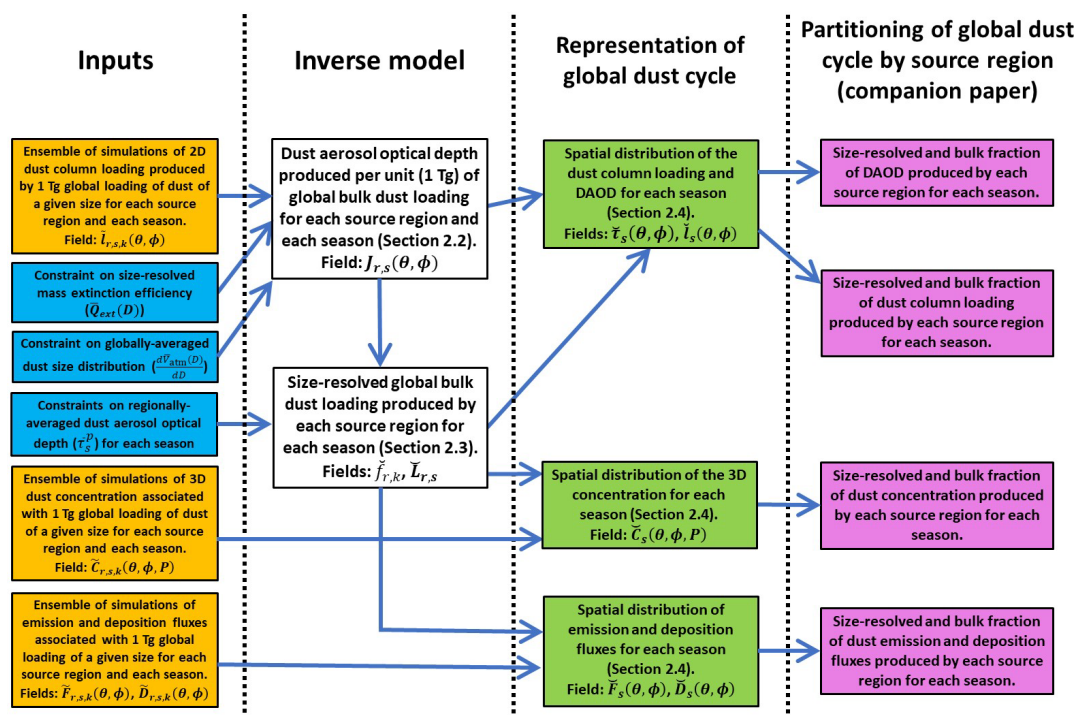 Inputs
Ensemble of simulations of 2D
dust column loading produced
by 1 Tg global loading of dust of
a given size for each source
region and each season.
Field: l̃_{r,s,k}(θ, ϕ)
Constraint on size-resolved
mass extinction efficiency
(Q̄_{ext}(D))
Constraint on globally-averaged
dust size distribution (dV̄_{atm}(D)/dD)
Constraints on regionally-
averaged dust aerosol optical
depth (τ_s^p) for each season
Ensemble of simulations of 3D
dust concentration associated
with 1 Tg global loading of dust
of a given size for each source
region and each season.
Field: C̃_{r,s,k}(θ, ϕ, P)
Ensemble of simulations of
emission and deposition fluxes
associated with 1 Tg global
loading of a given size for each
source region and each season.
Fields: F̃_{r,s,k}(θ, ϕ), D̃_{r,s,k}(θ, ϕ)
Inverse model
Dust aerosol optical depth
produced per unit (1 Tg) of
global bulk dust loading
for each source region and
each season (Section 2.2).
Field: J_{r,s}(θ, ϕ)
Size-resolved global bulk
dust loading produced by
each source region for
each season (Section 2.3).
Fields: f̆_{r,k}, L̆_{r,s}
Representation of
global dust cycle
Spatial distribution of the
dust column loading and
DAOD for each season
(Section 2.4).
Fields: τ̆_s(θ, ϕ), l̆_s(θ, ϕ)
Spatial distribution of the 3D
concentration for each
season (Section 2.4).
Field: C̆_s(θ, ϕ, P)
Spatial distribution of
emission and deposition
fluxes for each season
(Section 2.4).
Field: F̆_s(θ, ϕ), D̆_s(θ, ϕ)
Partitioning of global dust
cycle by source region
(companion paper)
Size-resolved and bulk fraction
of DAOD produced by each
source region for each season.
Size-resolved and bulk fraction
of dust column loading
produced by each source region
for each season.
Size-resolved and bulk fraction
of dust concentration produced
by each source region for each
season.
Size-resolved and bulk fraction
of dust emission and deposition
fluxes produced by each source
region for each season.